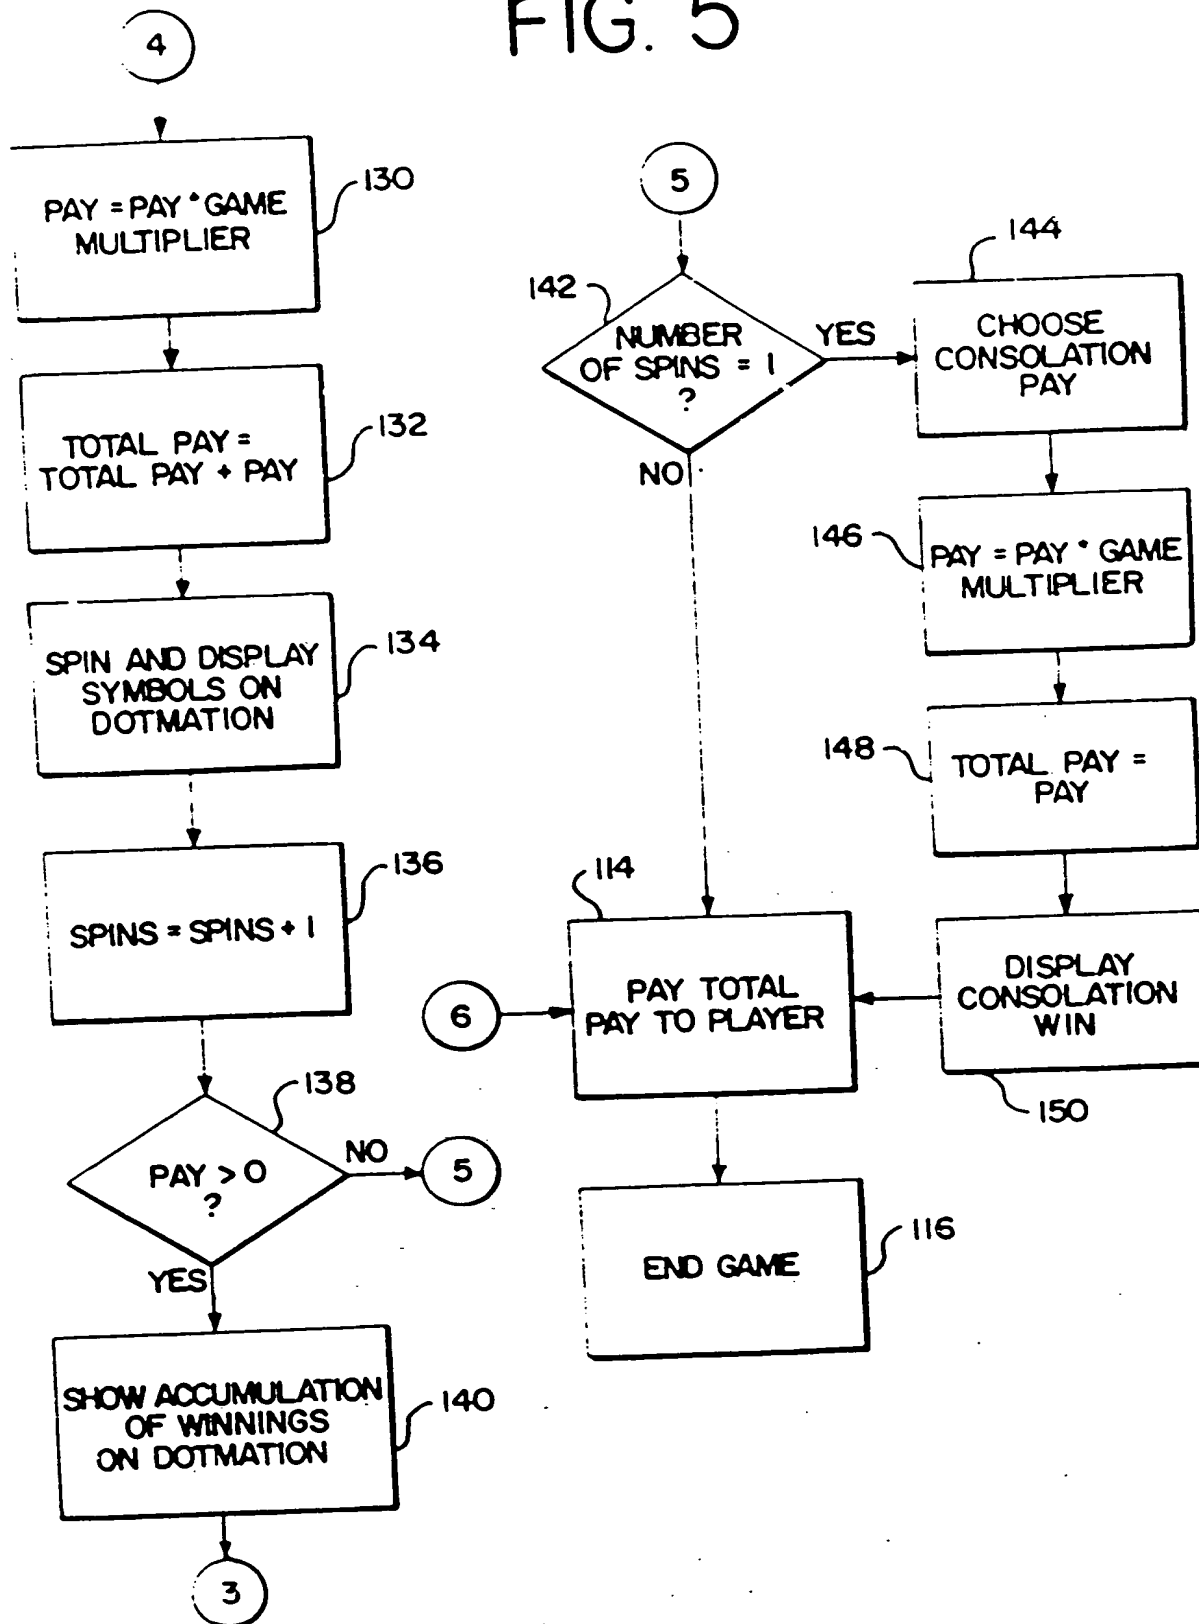 FIG. 5
4
PAY = PAY * GAME
MULTIPLIER
130
TOTAL PAY =
TOTAL PAY + PAY
132
SPIN AND DISPLAY
SYMBOLS ON
DOTMATION
134
SPINS = SPINS + 1
136
138
PAY > 0
?
NO
5
YES
SHOW ACCUMULATION
OF WINNINGS
ON DOTMATION
140
3
5
142
NUMBER
OF SPINS = 1
?
YES
NO
144
CHOOSE
CONSOLATION
PAY
146
PAY = PAY * GAME
MULTIPLIER
148
TOTAL PAY =
PAY
DISPLAY
CONSOLATION
WIN
150
114
6
PAY TOTAL
PAY TO PLAYER
END GAME
116